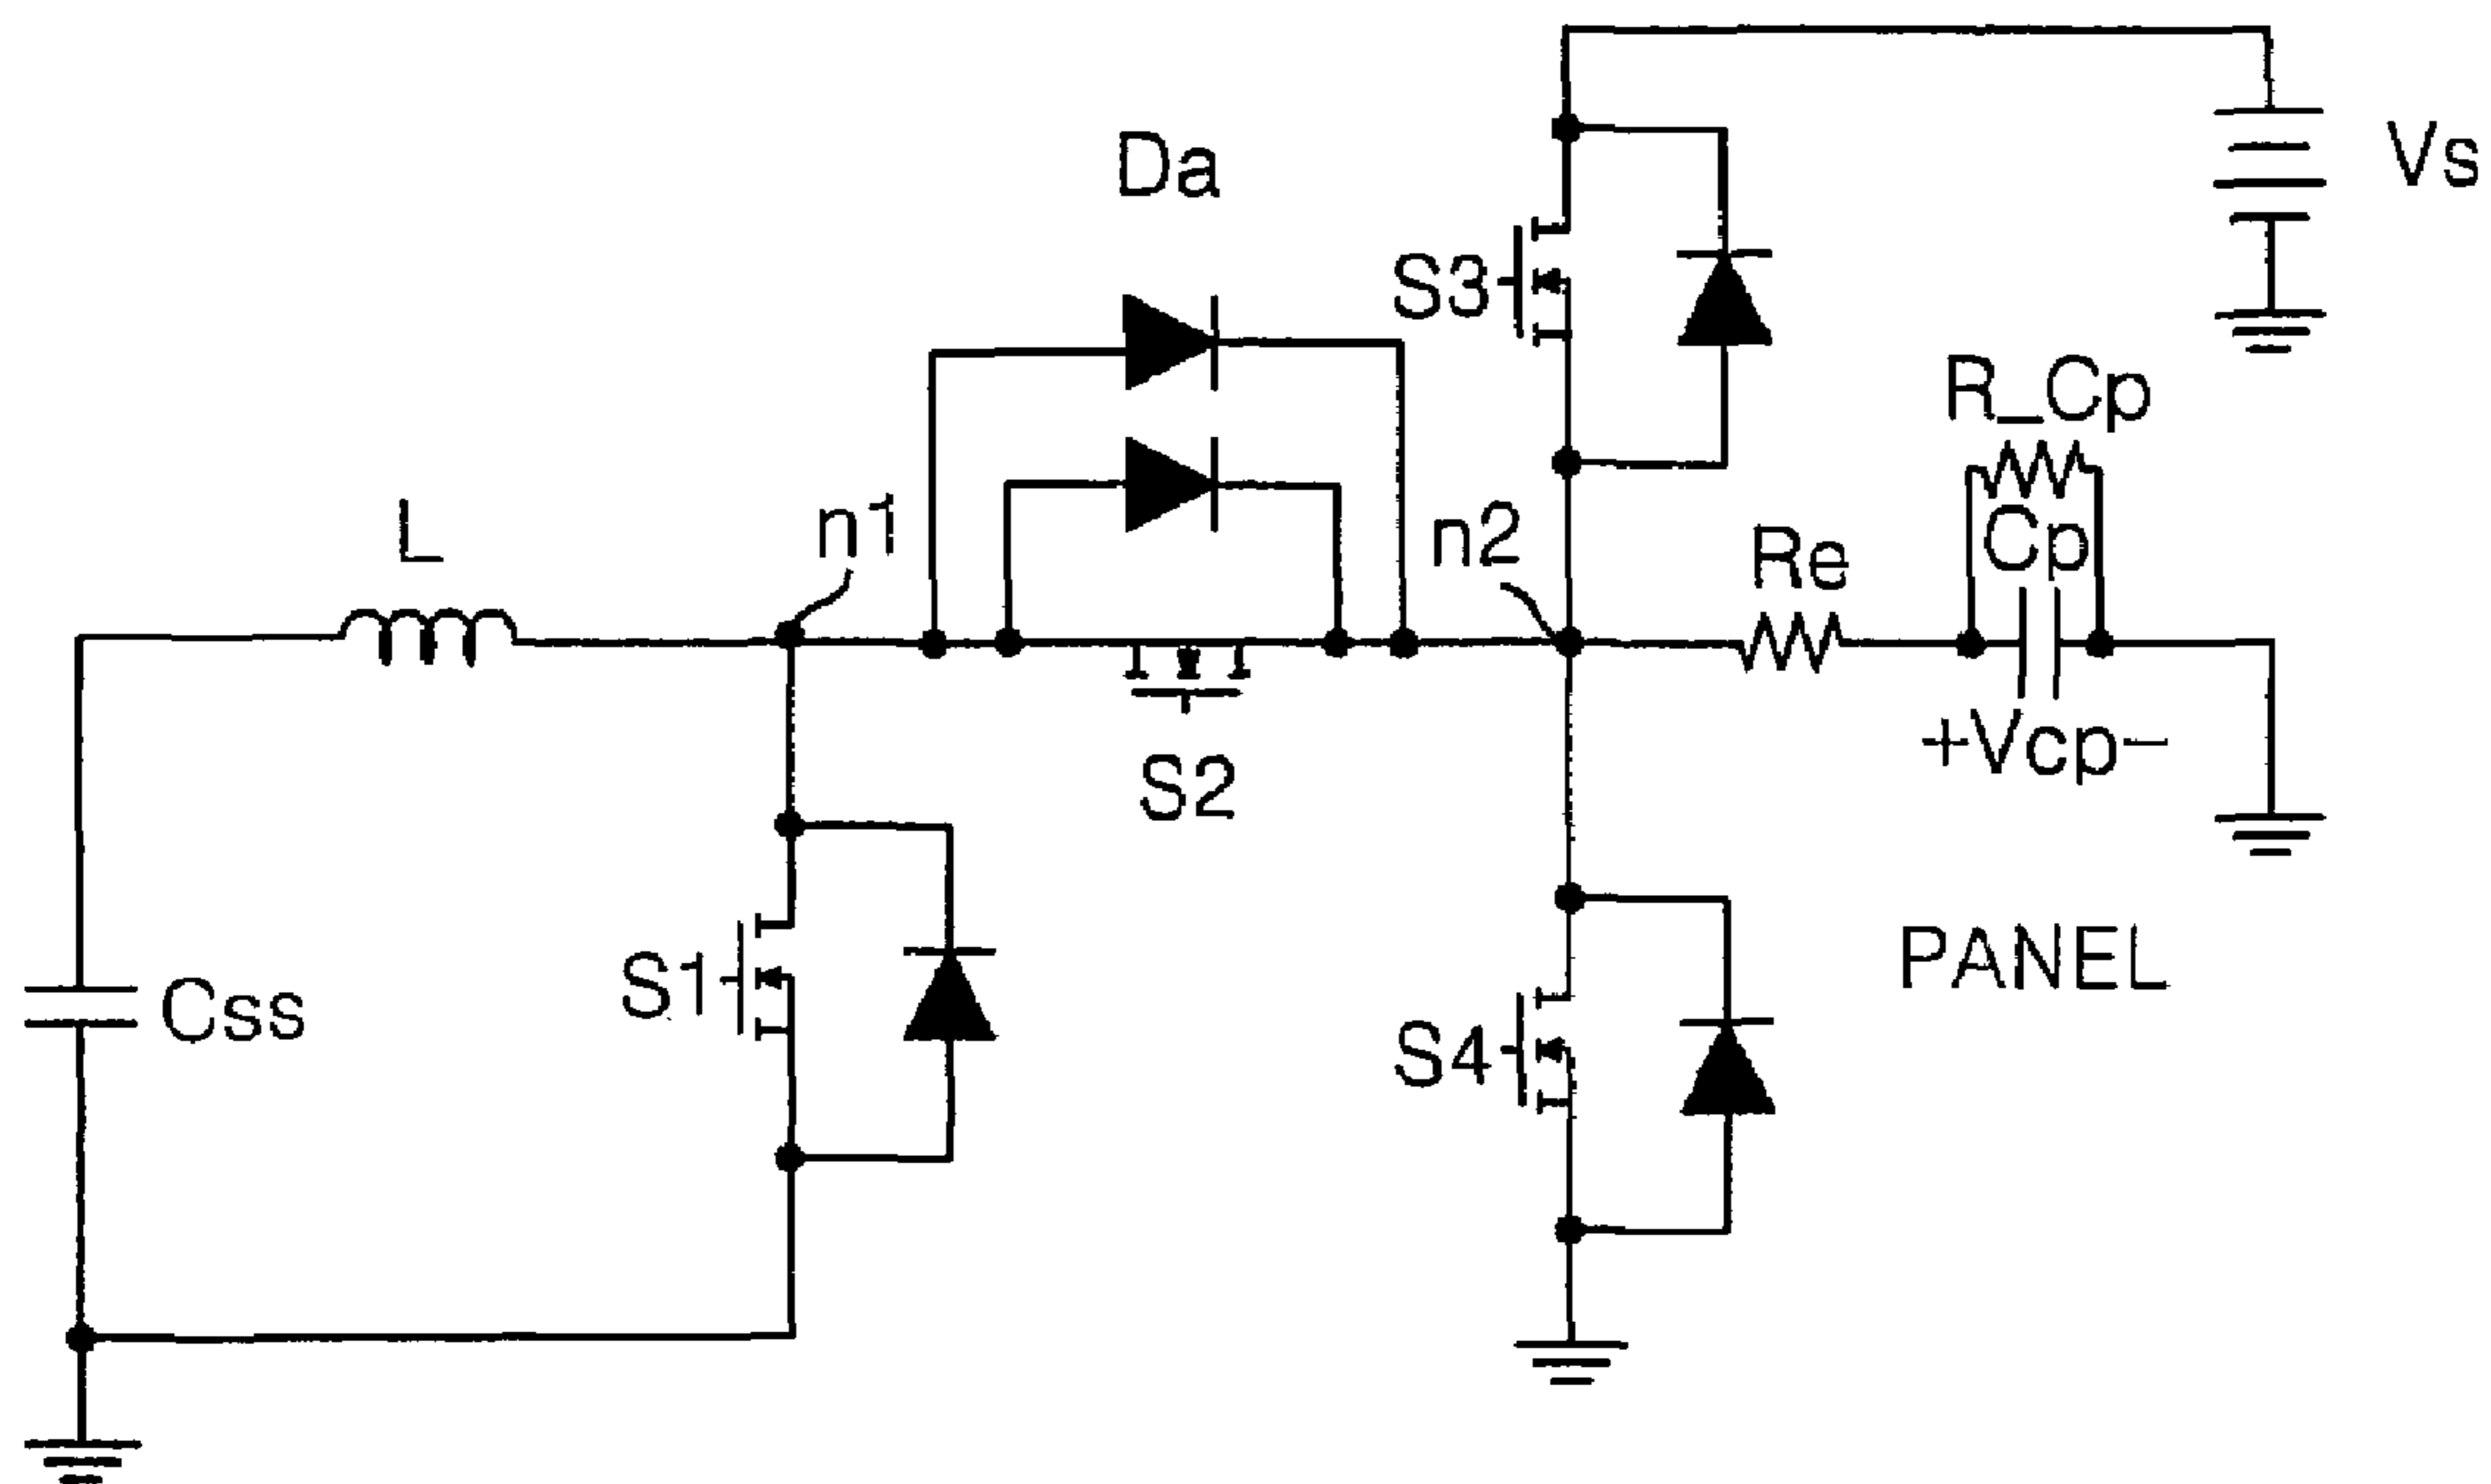 Vs
Da
S3
R_Cp
Cp
n1
n2
L
Re
+Vcp-
S2
PANEL
S1
Css
S4